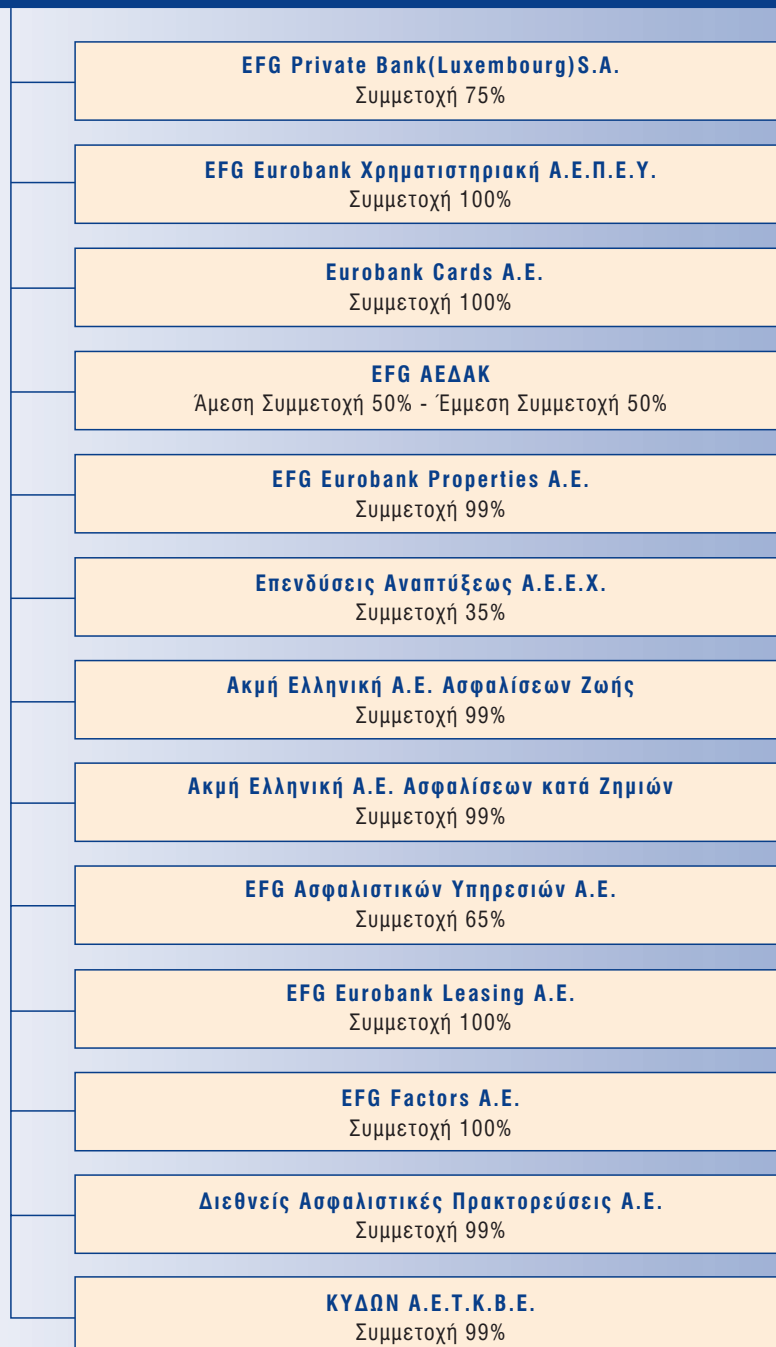 EFG Private Bank(Luxembourg)S.A.
Συμμετοχή 75%
EFG Eurobank Χρηματιστηριακή Α.Ε.Π.Ε.Υ.
Συμμετοχή 100%
Eurobank Cards A.E.
Συμμετοχή 100%
EFG ΑΕΔΑΚ
Άμεση Συμμετοχή 50% - Έμμεση Συμμετοχή 50%
EFG Eurobank Properties A.E.
Συμμετοχή 99%
Επενδύσεις Αναπτύξεως Α.Ε.Ε.Χ.
Συμμετοχή 35%
Ακμή Ελληνική Α.Ε. Ασφαλίσεων Ζωής
Συμμετοχή 99%
Ακμή Ελληνική Α.Ε. Ασφαλίσεων κατά Ζημιών
Συμμετοχή 99%
EFG Ασφαλιστικών Υπηρεσιών Α.Ε.
Συμμετοχή 65%
EFG Eurobank Leasing A.E.
Συμμετοχή 100%
EFG Factors A.E.
Συμμετοχή 100%
Διεθνείς Ασφαλιστικές Πρακτορεύσεις Α.Ε.
Συμμετοχή 99%
ΚΥΔΩΝ Α.Ε.Τ.Κ.Β.Ε.
Συμμετοχή 99%